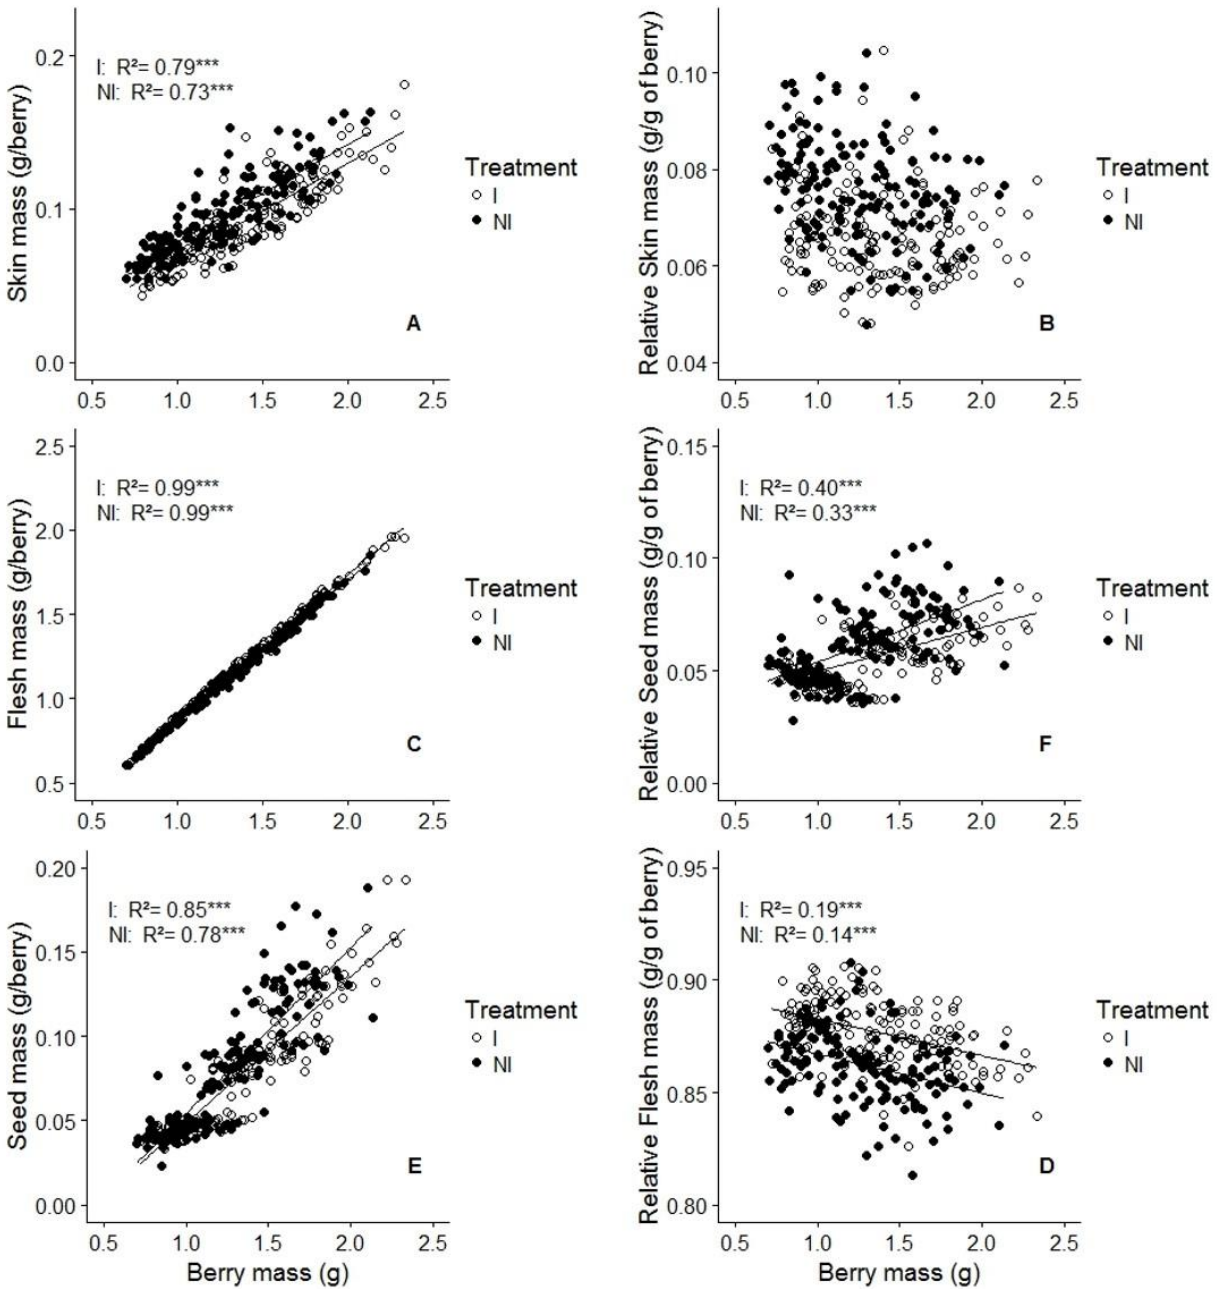 Skin mass (g/berry)
0.2
0.1
0.0
I: R²= 0.79***
NI: R²= 0.73***
A
0.5 1.0 1.5 2.0 2.5
Treatment
I
NI
Relative Skin mass (g/g of berry)
0.10
0.08
0.06
0.04
B
0.5 1.0 1.5 2.0 2.5
Treatment
I
NI
Flesh mass (g/berry)
2.5
2.0
1.5
1.0
0.5
I: R²= 0.99***
NI: R²= 0.99***
C
0.5 1.0 1.5 2.0 2.5
Treatment
I
NI
Relative Seed mass (g/g of berry)
0.15
0.10
0.05
0.00
I: R²= 0.40***
NI: R²= 0.33***
F
0.5 1.0 1.5 2.0 2.5
Treatment
I
NI
Seed mass (g/berry)
0.20
0.15
0.10
0.05
0.00
I: R²= 0.85***
NI: R²= 0.78***
E
0.5 1.0 1.5 2.0 2.5
Berry mass (g)
Treatment
I
NI
Relative Flesh mass (g/g of berry)
0.95
0.90
0.85
0.80
I: R²= 0.19***
NI: R²= 0.14***
D
0.5 1.0 1.5 2.0 2.5
Berry mass (g)
Treatment
I
NI